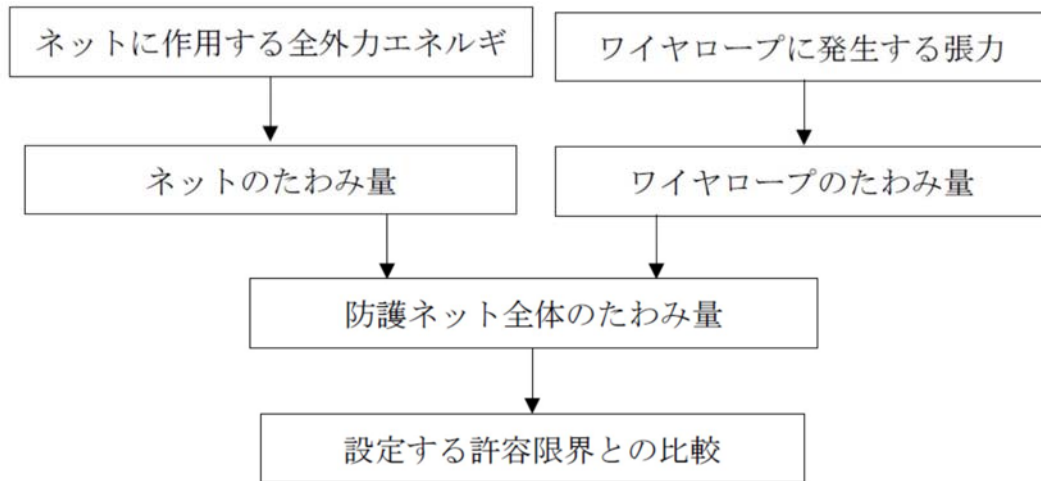 ネットに作用する全外力エネルギ
ワイヤロープに発生する張力
ネットのたわみ量
ワイヤロープのたわみ量
防護ネット全体のたわみ量
設定する許容限界との比較